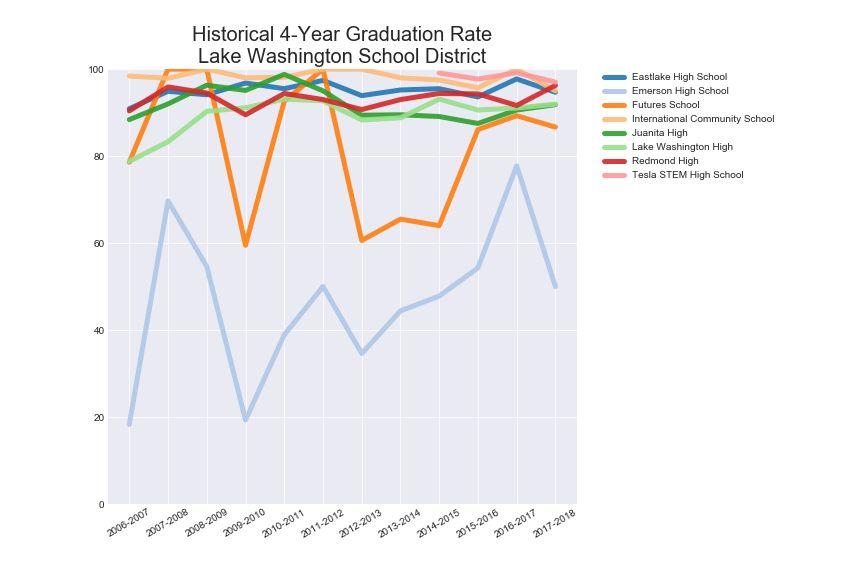 Historical 4-Year Graduation Rate
Lake Washington School District
100
80
60
40
20
0
2006-2007
2007-2008
2008-2009
2009-2010
2010-2011
2011-2012
2012-2013
2013-2014
2014-2015
2015-2016
2016-2017
2017-2018
Eastlake High School
Emerson High School
Futures School
International Community School
Juanita High
Lake Washington High
Redmond High
Tesla STEM High School